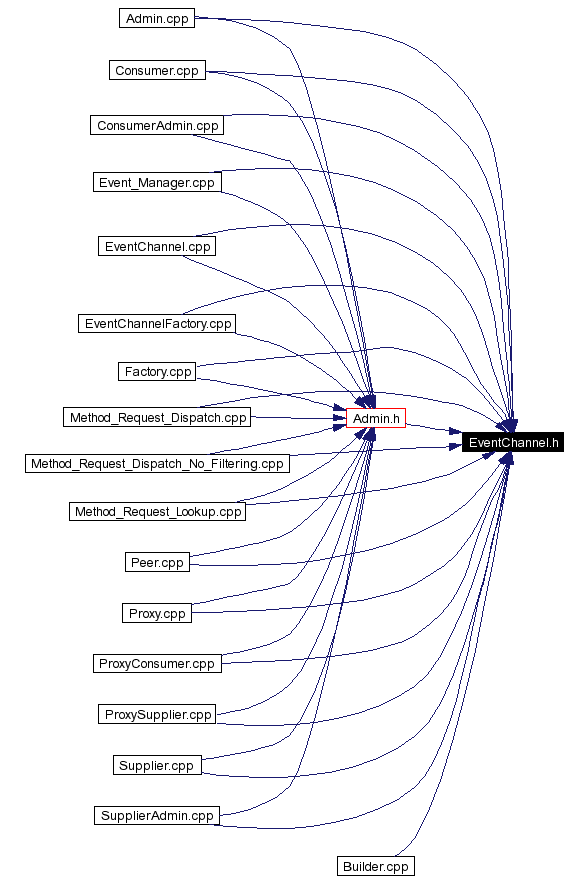 Admin.cpp
Consumer.cpp
ConsumerAdmin.cpp
Event_Manager.cpp
EventChannel.cpp
EventChannelFactory.cpp
Factory.cpp
Method_Request_Dispatch.cpp
Admin.h
EventChannel.h
Method_Request_Dispatch_No_Filtering.cpp
Method_Request_Lookup.cpp
Peer.cpp
Proxy.cpp
ProxyConsumer.cpp
ProxySupplier.cpp
Supplier.cpp
SupplierAdmin.cpp
Builder.cpp